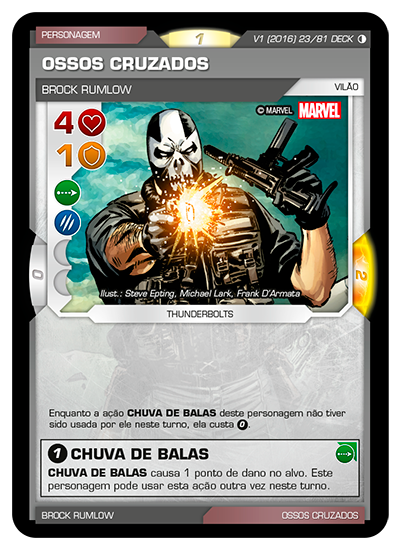 PERSONAGEM
1
V1 (2016) 23/81 DECK
OSSOS CRUZADOS
BROCK RUMLOW
VILÃO
© MARVEL MARVEL
4
1
0
2
Ilust.: Steve Epting, Michael Lark, Frank D'Armata
THUNDERBOLTS
Enquanto a ação CHUVA DE BALAS deste personagem não tiver
sido usada por ele neste turno, ela custa 0.
1 CHUVA DE BALAS
CHUVA DE BALAS causa 1 ponto de dano no alvo. Este
personagem pode usar esta ação outra vez neste turno.
BROCK RUMLOW
OSSOS CRUZADOS